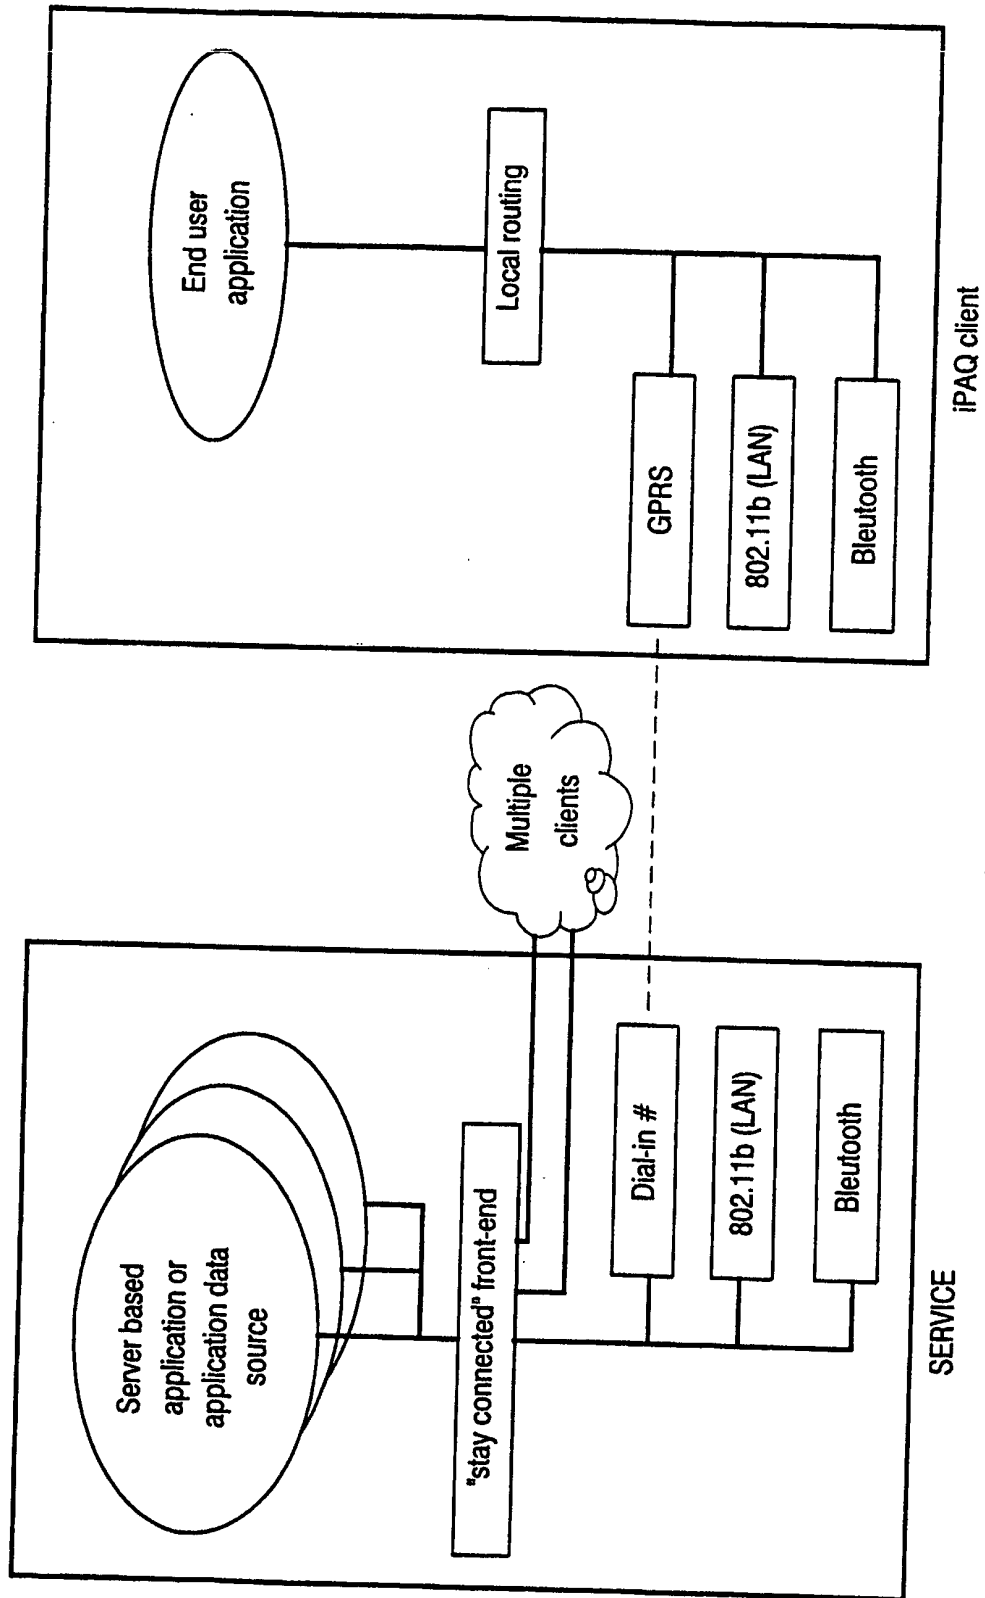 Server based
application or
application data
source
"stay connected" front-end
Dial-in #
802.11b (LAN)
Bleutooth
SERVICE
Multiple
clients
End user
application
Local routing
GPRS
802.11b (LAN)
Bleutooth
iPAQ client